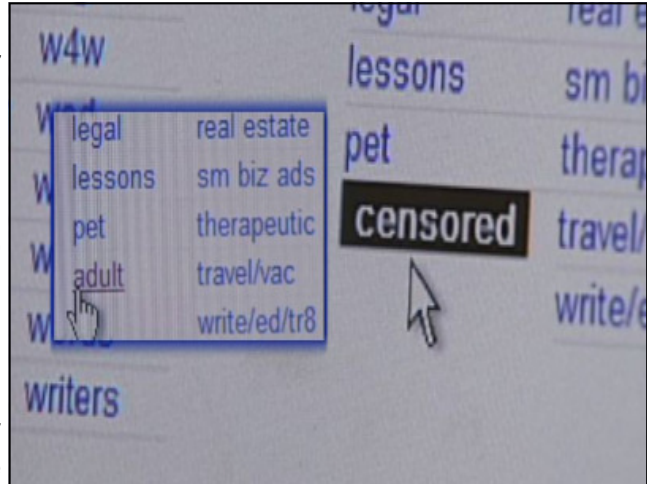 w4w
writers
legal real estate
lessons sm biz ads
pet therapeutic
adult travel/vac
write/ed/tr8
legal real e
lessons sm bi
pet therap
censored travel/
write/e